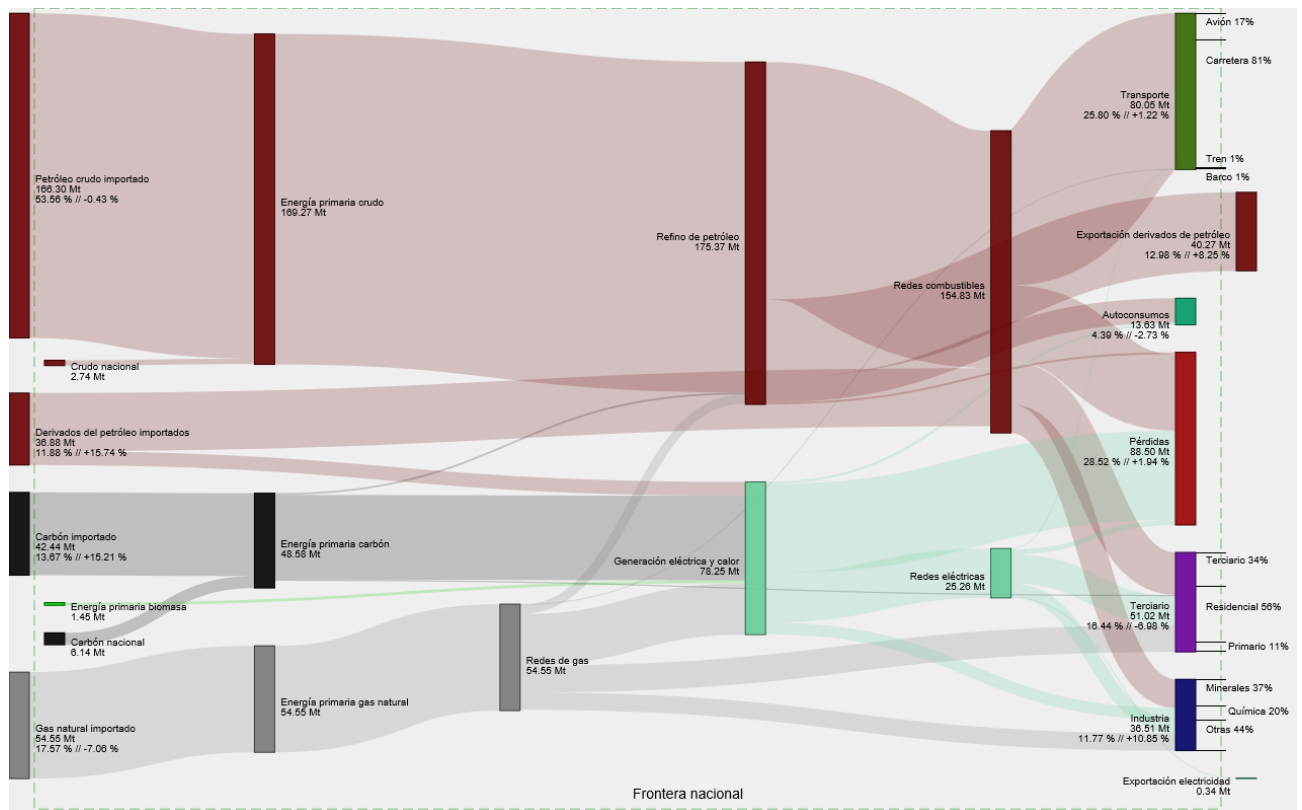 Petróleo crudo importado
166.30 Mt
53.56 % // -0.43 %
Crudo nacional
2.74 Mt
Derivados del petróleo importados
36.88 Mt
11.88 % // +15.74 %
Carbón importado
42.44 Mt
13.67 % // +15.21 %
Energía primaria biomasa
1.45 Mt
Carbón nacional
6.14 Mt
Gas natural importado
54.55 Mt
17.57 % // -7.06 %
Energía primaria crudo
169.27 Mt
Energía primaria carbón
48.58 Mt
Energía primaria gas natural
54.55 Mt
Redes de gas
54.55 Mt
Refino de petróleo
175.37 Mt
Generación eléctrica y calor
78.25 Mt
Redes combustibles
154.83 Mt
Redes eléctricas
25.26 Mt
Avión 17%
Carretera 81%
Transporte
80.05 Mt
25.80 % // +1.22 %
Tren 1%
Barco 1%
Exportación derivados de petróleo
40.27 Mt
12.98 % // +8.25 %
Autoconsumos
13.63 Mt
4.39 % // -2.73 %
Pérdidas
88.50 Mt
28.52 % // +1.94 %
Terciario 34%
Residencial 56%
Terciario
51.02 Mt
16.44 % // -6.98 %
Primario 11%
Minerales 37%
Química 20%
Industria
36.51 Mt
11.77 % // +10.85 %
Otras 44%
Exportación electricidad
0.34 Mt
Frontera nacional